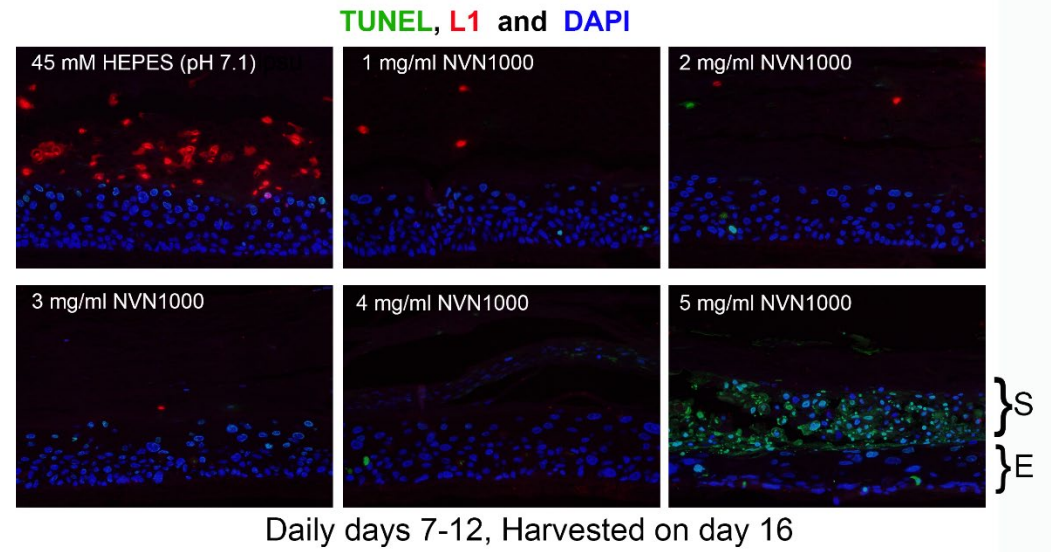 TUNEL, L1 and DAPI
45 mM HEPES (pH 7.1)
1 mg/ml NVN1000
2 mg/ml NVN1000
3 mg/ml NVN1000
4 mg/ml NVN1000
5 mg/ml NVN1000
}S
}E
Daily days 7-12, Harvested on day 16